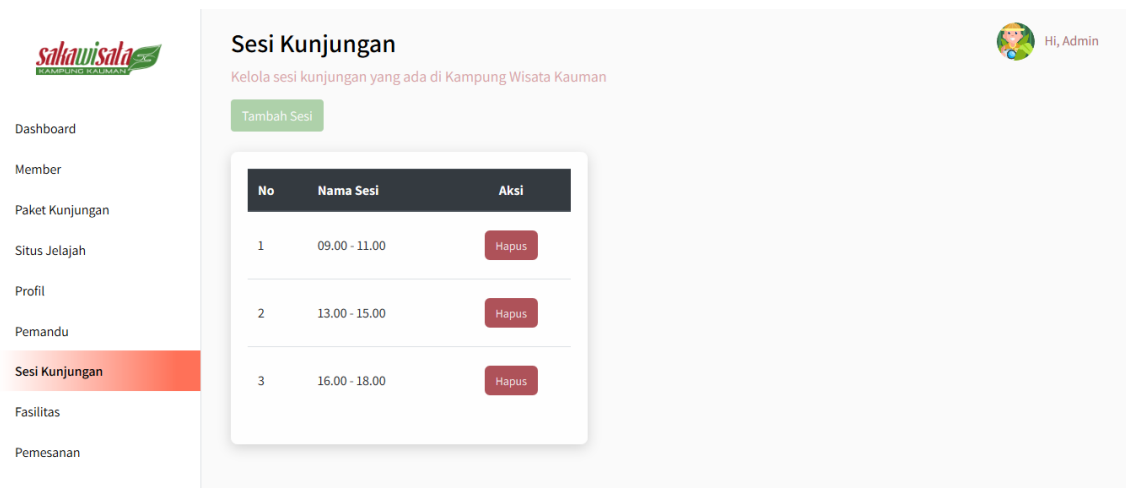 sakawisata
KAMPUNG KAUMAN
Dashboard
Member
Paket Kunjungan
Situs Jelajah
Profil
Pemandu
Sesi Kunjungan
Fasilitas
Pemesanan
Sesi Kunjungan
Kelola sesi kunjungan yang ada di Kampung Wisata Kauman
Hi, Admin
Tambah Sesi
No Nama Sesi Aksi
1 09.00 - 11.00 Hapus
2 13.00 - 15.00 Hapus
3 16.00 - 18.00 Hapus